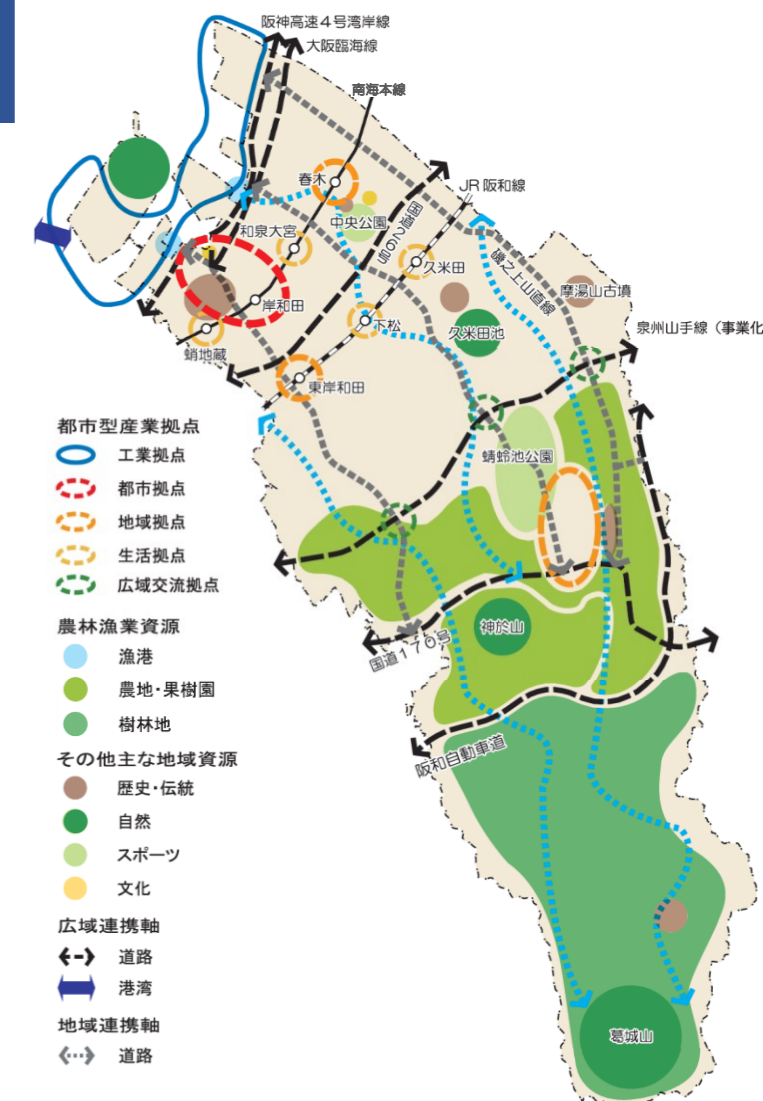 阪神高速４号湾岸線
大阪臨海線
南海本線
春木
JR阪和線
中央公園
国道２６号
和泉大宮
久米田
磯之上山直線
摩湯山古墳
岸和田
下松
久米田池
泉州山手線（事業化
蛸地蔵
東岸和田
蜻蛉池公園
神於山
国道１７０号
阪和自動車道
葛城山
都市型産業拠点
工業拠点
都市拠点
地域拠点
生活拠点
広域交流拠点
農林漁業資源
漁港
農地・果樹園
樹林地
その他主な地域資源
歴史・伝統
自然
スポーツ
文化
広域連携軸
道路
港湾
地域連携軸
道路